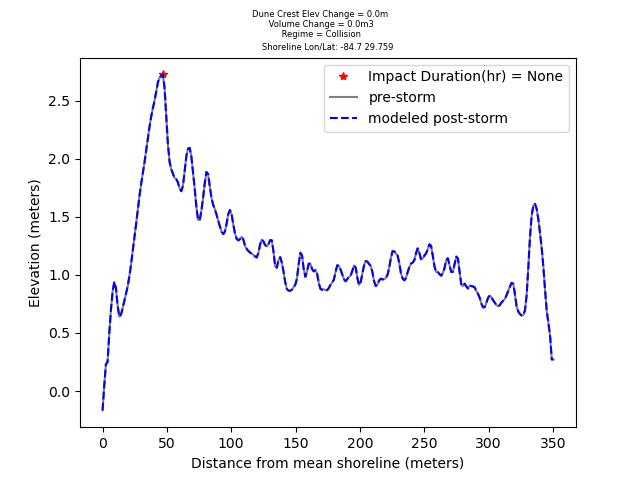 Dune Crest Elev Change = 0.0m
Volume Change = 0.0m3
Regime = Collision
Shoreline Lon/Lat: -84.7 29.759
Impact Duration(hr) = None
pre-storm
modeled post-storm
Elevation (meters)
2.5
2.0
1.5
1.0
0.5
0.0
0 50 100 150 200 250 300 350
Distance from mean shoreline (meters)